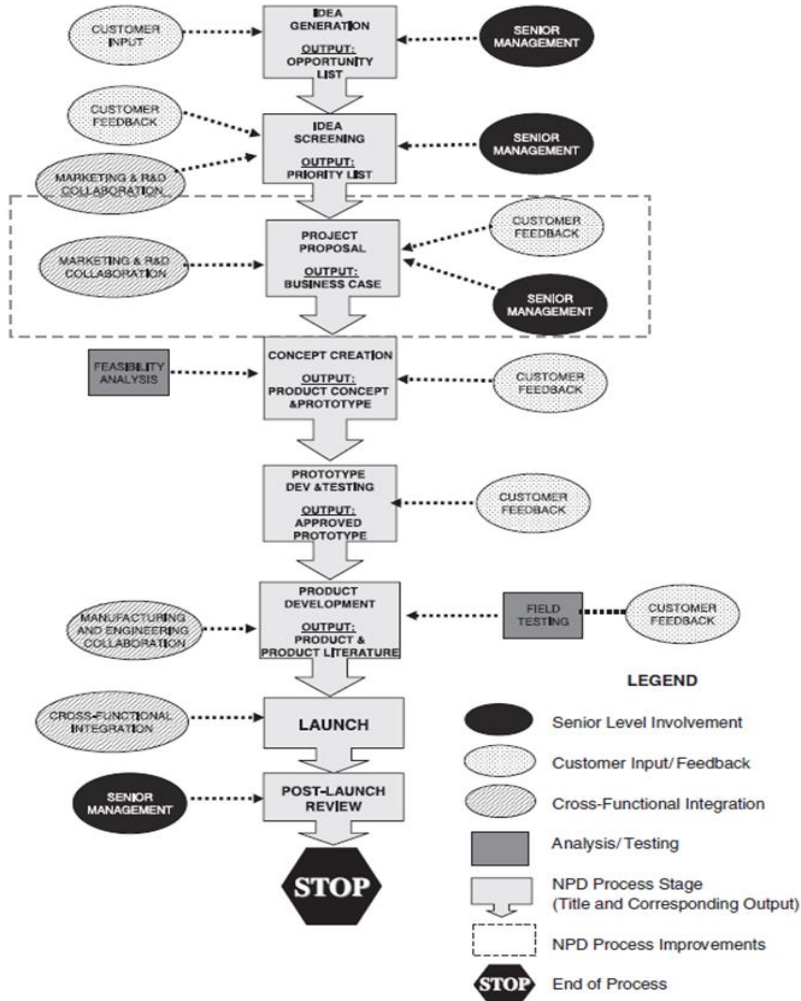 CUSTOMER
INPUT
IDEA
GENERATION
OUTPUT:
OPPORTUNITY
LIST
SENIOR
MANAGEMENT
CUSTOMER
FEEDBACK
MARKETING & R&D
COLLABORATION
IDEA
SCREENING
OUTPUT:
PRIORITY LIST
SENIOR
MANAGEMENT
MARKETING & R&D
COLLABORATION
PROJECT
PROPOSAL
OUTPUT:
BUSINESS CASE
CUSTOMER
FEEDBACK
SENIOR
MANAGEMENT
FEASIBILITY
ANALYSIS
CONCEPT CREATION
OUTPUT:
PRODUCT CONCEPT
&PROTOTYPE
CUSTOMER
FEEDBACK
PROTOTYPE
DEV &TESTING
OUTPUT:
APPROVED
PROTOTYPE
CUSTOMER
FEEDBACK
MANUFACTURING
AND ENGINEERING
COLLABORATION
PRODUCT
DEVELOPMENT
OUTPUT:
PRODUCT &
PRODUCT LITERATURE
FIELD
TESTING
CUSTOMER
FEEDBACK
CROSS-FUNCTIONAL
INTEGRATION
LAUNCH
SENIOR
MANAGEMENT
POST-LAUNCH
REVIEW
STOP
LEGEND
Senior Level Involvement
Customer Input/Feedback
Cross-Functional Integration
Analysis/Testing
NPD Process Stage
(Title and Corresponding Output)
NPD Process Improvements
STOP End of Process